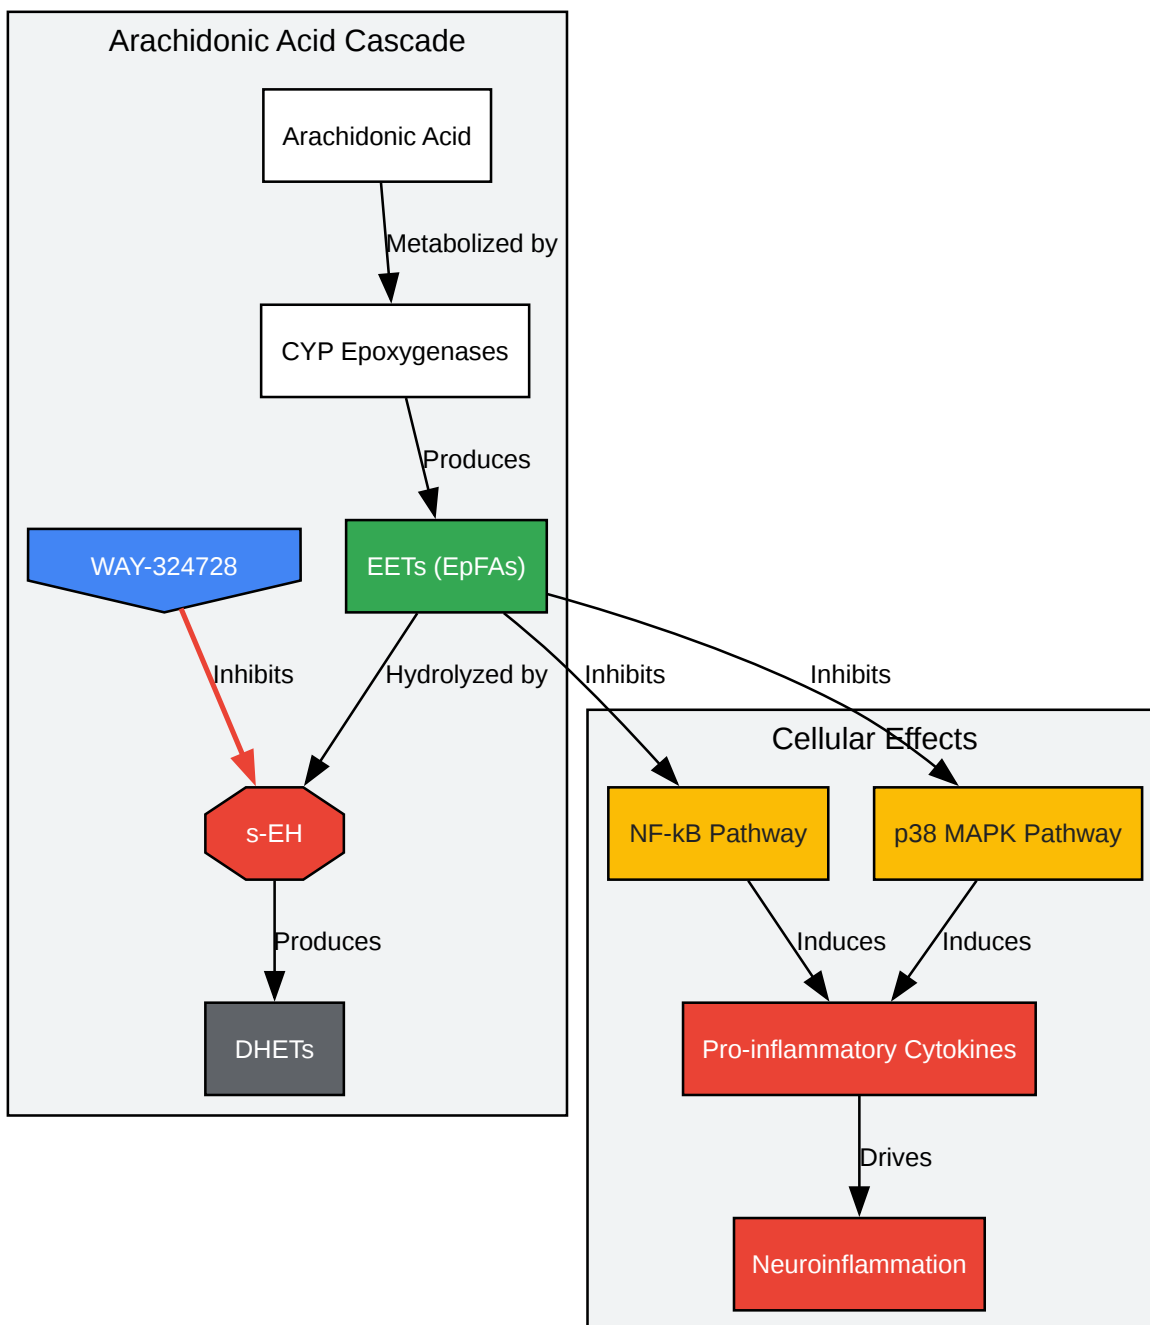 Arachidonic Acid Cascade
Arachidonic Acid
Metabolized by
CYP Epoxygenases
Produces
WAY-324728
EETs (EpFAs)
Inhibits
Hydrolyzed by
Inhibits
Inhibits
Cellular Effects
s-EH
NF-kB Pathway
p38 MAPK Pathway
Produces
Induces
Induces
DHETs
Pro-inflammatory Cytokines
Drives
Neuroinflammation